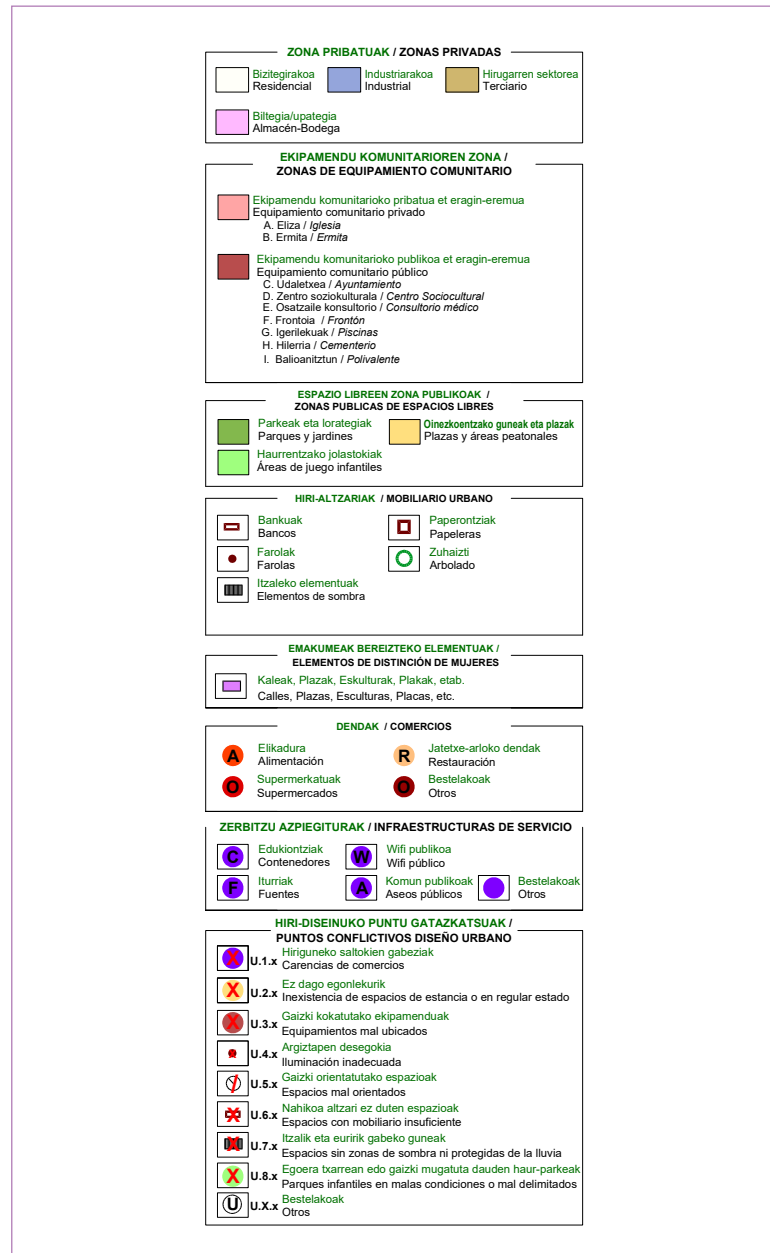 ZONA PRIBATUAK / ZONAS PRIVADAS
Bizitegirakoa
Residencial
Industriarakoa
Industrial
Hirugarren sektorea
Terciario
Biltegia/upategia
Almacén-Bodega
EKIPAMENDU KOMUNITARIOREN ZONA /
ZONAS DE EQUIPAMIENTO COMUNITARIO
Ekipamendu komunitarioko pribatua et eragin-eremua
Equipamiento comunitario privado
A. Eliza / Iglesia
B. Ermita / Ermita
Ekipamendu komunitarioko publikoa et eragin-eremua
Equipamiento comunitario público
C. Udaletxea / Ayuntamiento
D. Zentro soziokulturala / Centro Sociocultural
E. Osatzaile konsultorio / Consultorio médico
F. Frontoia / Frontón
G. Igerilekuak / Piscinas
H. Hilerria / Cementerio
I. Balioanitztun / Polivalente
ESPAZIO LIBREEN ZONA PUBLIKOAK /
ZONAS PUBLICAS DE ESPACIOS LIBRES
Parkeak eta lorategiak
Parques y jardines
Oinezkoentzako guneak eta plazak
Plazas y áreas peatonales
Haurrentzako jolastokiak
Áreas de juego infantiles
HIRI-ALTZARIAK / MOBILIARIO URBANO
Bankuak
Bancos
Paperontziak
Papeleras
Farolak
Farolas
Zuhaizti
Arbolado
Itzaleko elementuak
Elementos de sombra
EMAKUMEAK BEREIZTEKO ELEMENTUAK /
ELEMENTOS DE DISTINCIÓN DE MUJERES
Kaleak, Plazak, Eskulturak, Plakak, etab.
Calles, Plazas, Esculturas, Placas, etc.
DENDAK / COMERCIOS
A Elikadura
Alimentación
R Jatetxe-arloko dendak
Restauración
O Supermerkatuak
Supermercados
O Bestelakoak
Otros
ZERBITZU AZPIEGITURAK / INFRAESTRUCTURAS DE SERVICIO
C Edukiontziak
Contenedores
W Wifi publikoa
Wifi público
F Iturriak
Fuentes
A Komun publikoak
Aseos públicos
Bestelakoak
Otros
HIRI-DISEINUKO PUNTU GATAZKATSUAK /
PUNTOS CONFLICTIVOS DISEÑO URBANO
X U.1.x Hiriguneko saltokien gabeziak
Carencias de comercios
X U.2.x Ez dago egonlekurik
Inexistencia de espacios de estancia o en regular estado
X U.3.x Gaizki kokatutako ekipamenduak
Equipamientos mal ubicados
U.4.x Argiztapen desegokia
Iluminación inadecuada
U.5.x Gaizki orientatutako espazioak
Espacios mal orientados
X U.6.x Nahikoa altzari ez duten espazioak
Espacios con mobiliario insuficiente
X U.7.x Itzalik eta euririk gabeko guneak
Espacios sin zonas de sombra ni protegidas de la lluvia
X U.8.x Egoera txarrean edo gaizki mugatuta dauden haur-parkeak
Parques infantiles en malas condiciones o mal delimitados
U U.X.x Bestelakoak
Otros